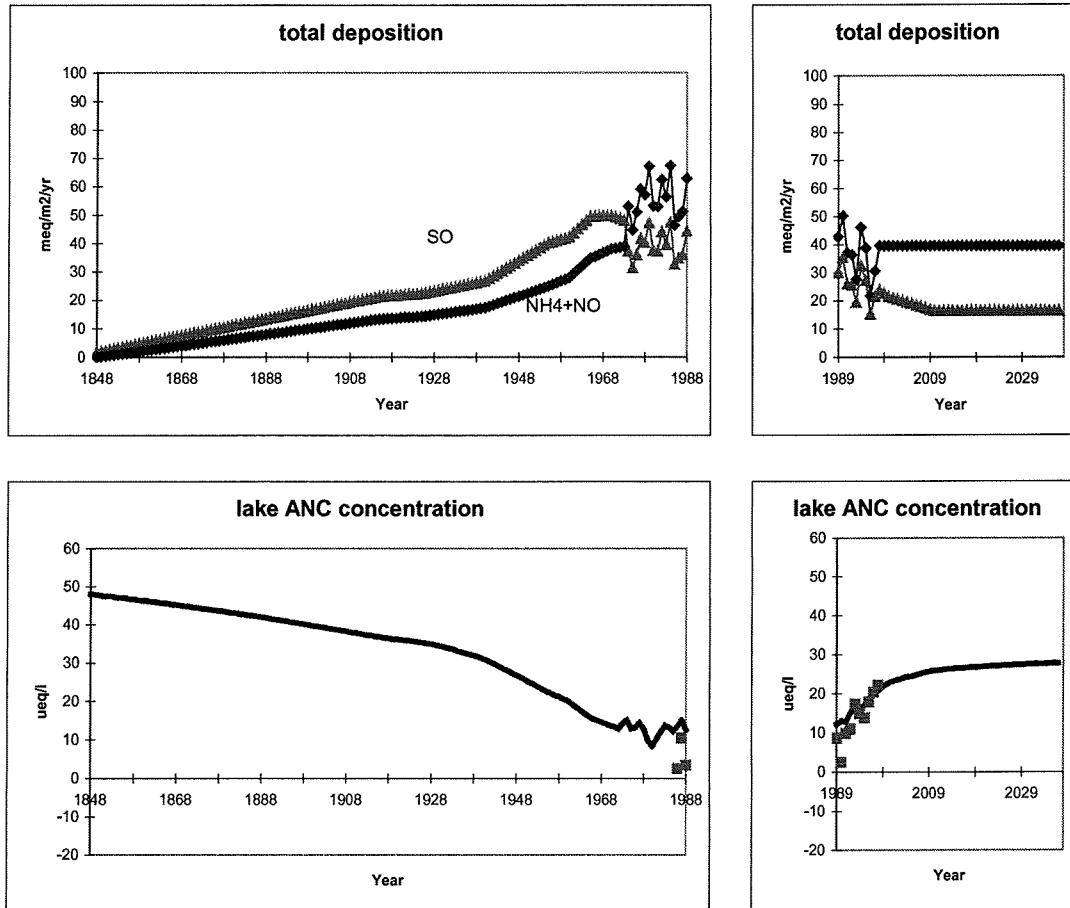 total deposition
100
90
80
70
60
50
40
30
20
10
0
meq/m2/yr
SO
NH4+NO
1848 1868 1888 1908 1928 1948 1968 1988
Year
total deposition
100
90
80
70
60
50
40
30
20
10
0
meq/m2/yr
1989 2009 2029
Year
lake ANC concentration
60
50
40
30
20
10
0
-10
-20
ueq/l
1848 1868 1888 1908 1928 1948 1968 1988
Year
lake ANC concentration
60
50
40
30
20
10
0
-10
-20
ueq/l
1989 2009 2029
Year